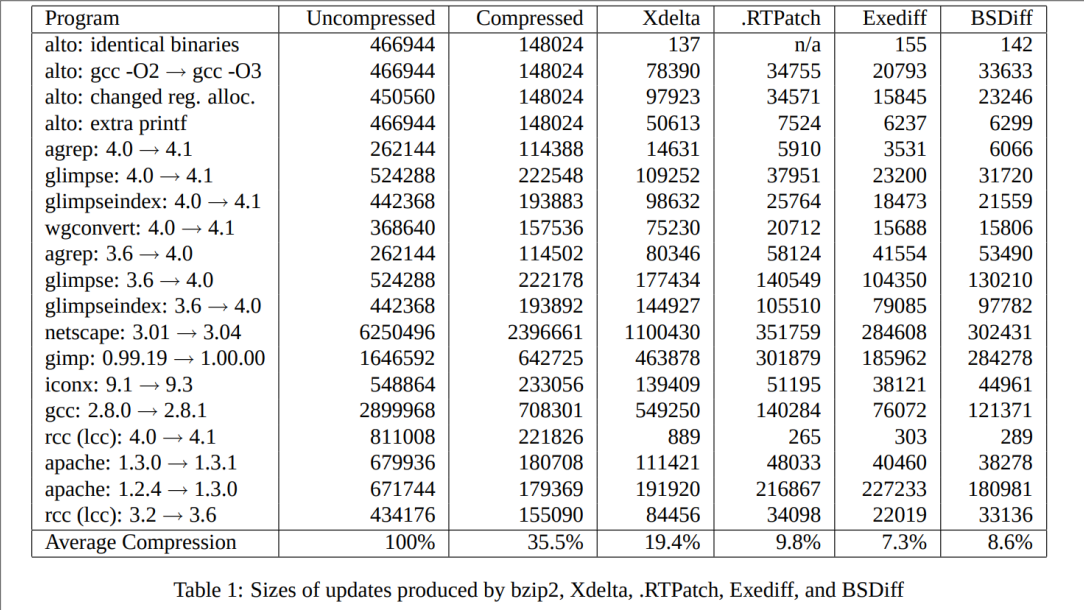 Program Uncompressed Compressed Xdelta .RTPatch Exediff BSDiff
alto: identical binaries 466944 148024 137 n/a 155 142
alto: gcc -O2 → gcc -O3 466944 148024 78390 34755 20793 33633
alto: changed reg. alloc. 450560 148024 97923 34571 15845 23246
alto: extra printf 466944 148024 50613 7524 6237 6299
agrep: 4.0 → 4.1 262144 114388 14631 5910 3531 6066
glimpse: 4.0 → 4.1 524288 222548 109252 37951 23200 31720
glimpseindex: 4.0 → 4.1 442368 193883 98632 25764 18473 21559
wgconvert: 4.0 → 4.1 368640 157536 75230 20712 15688 15806
agrep: 3.6 → 4.0 262144 114502 80346 58124 41554 53490
glimpse: 3.6 → 4.0 524288 222178 177434 140549 104350 130210
glimpseindex: 3.6 → 4.0 442368 193892 144927 105510 79085 97782
netscape: 3.01 → 3.04 6250496 2396661 1100430 351759 284608 302431
gimp: 0.99.19 → 1.00.00 1646592 642725 463878 301879 185962 284278
iconx: 9.1 → 9.3 548864 233056 139409 51195 38121 44961
gcc: 2.8.0 → 2.8.1 2899968 708301 549250 140284 76072 121371
rcc (lcc): 4.0 → 4.1 811008 221826 889 265 303 289
apache: 1.3.0 → 1.3.1 679936 180708 111421 48033 40460 38278
apache: 1.2.4 → 1.3.0 671744 179369 191920 216867 227233 180981
rcc (lcc): 3.2 → 3.6 434176 155090 84456 34098 22019 33136
Average Compression 100% 35.5% 19.4% 9.8% 7.3% 8.6%
Table 1: Sizes of updates produced by bzip2, Xdelta, .RTPatch, Exediff, and BSDiff